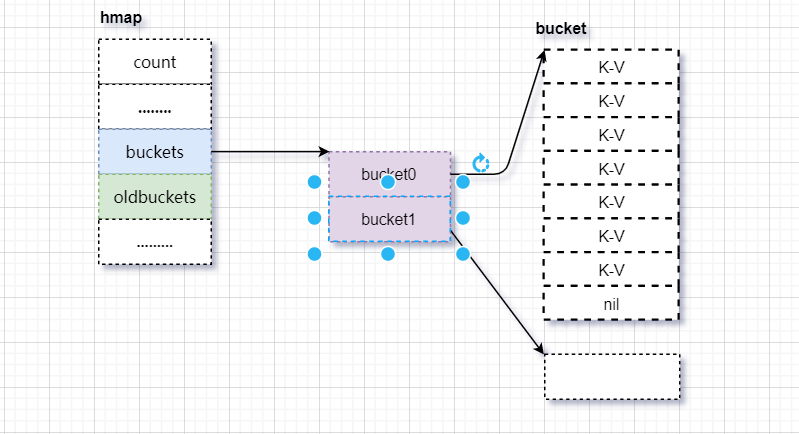 hmap
count
........
buckets
oldbuckets
.........
bucket0
bucket1
bucket
K-V
K-V
K-V
K-V
K-V
K-V
K-V
nil